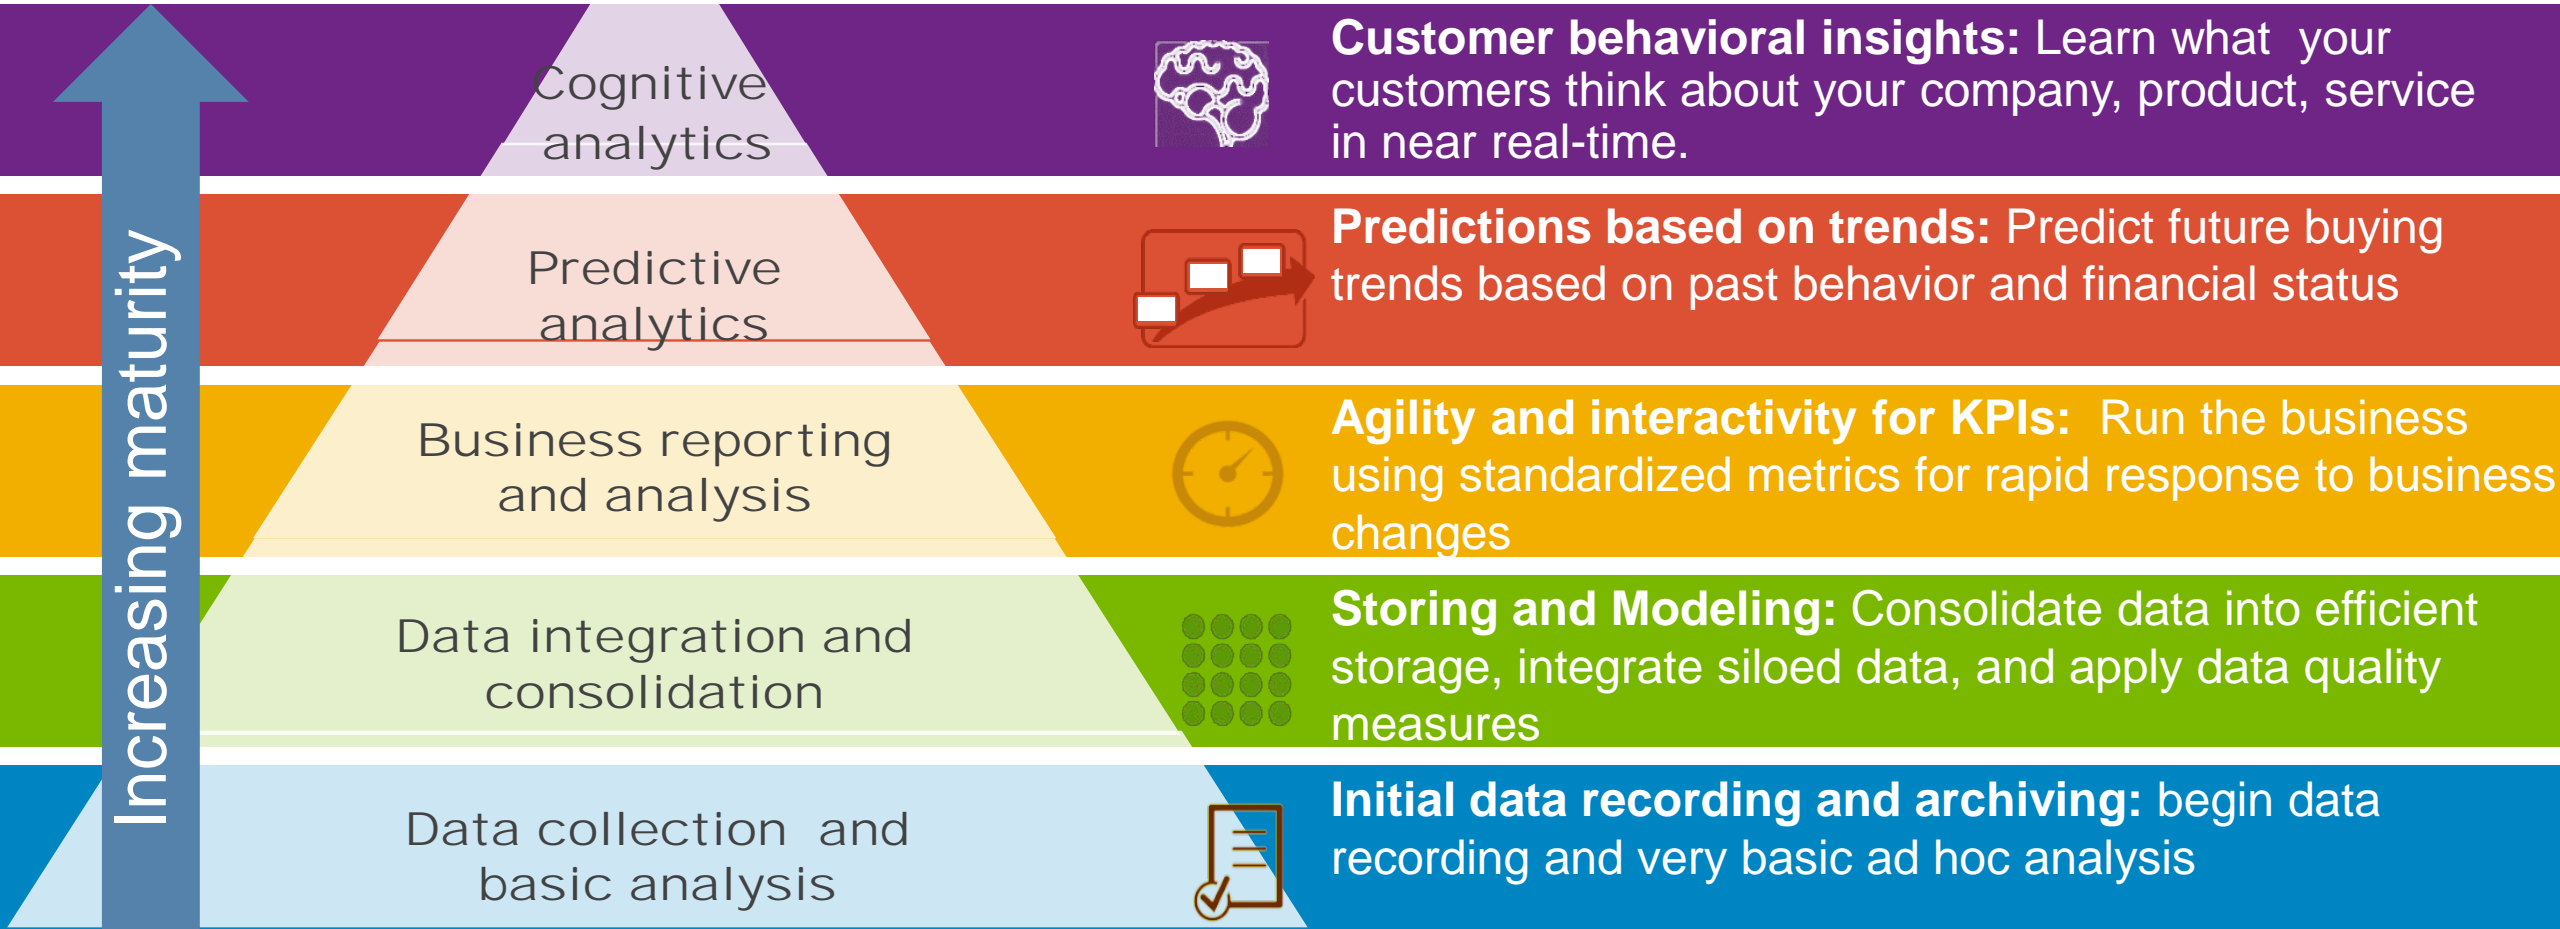 Increasing maturity
Cognitive
analytics
Customer behavioral insights: Learn what your
customers think about your company, product, service
in near real-time.
Predictive
analytics
Predictions based on trends: Predict future buying
trends based on past behavior and financial status
Business reporting
and analysis
Agility and interactivity for KPIs: Run the business
using standardized metrics for rapid response to business
changes
Data integration and
consolidation
Storing and Modeling: Consolidate data into efficient
storage, integrate siloed data, and apply data quality
measures
Data collection and
basic analysis
Initial data recording and archiving: begin data
recording and very basic ad hoc analysis